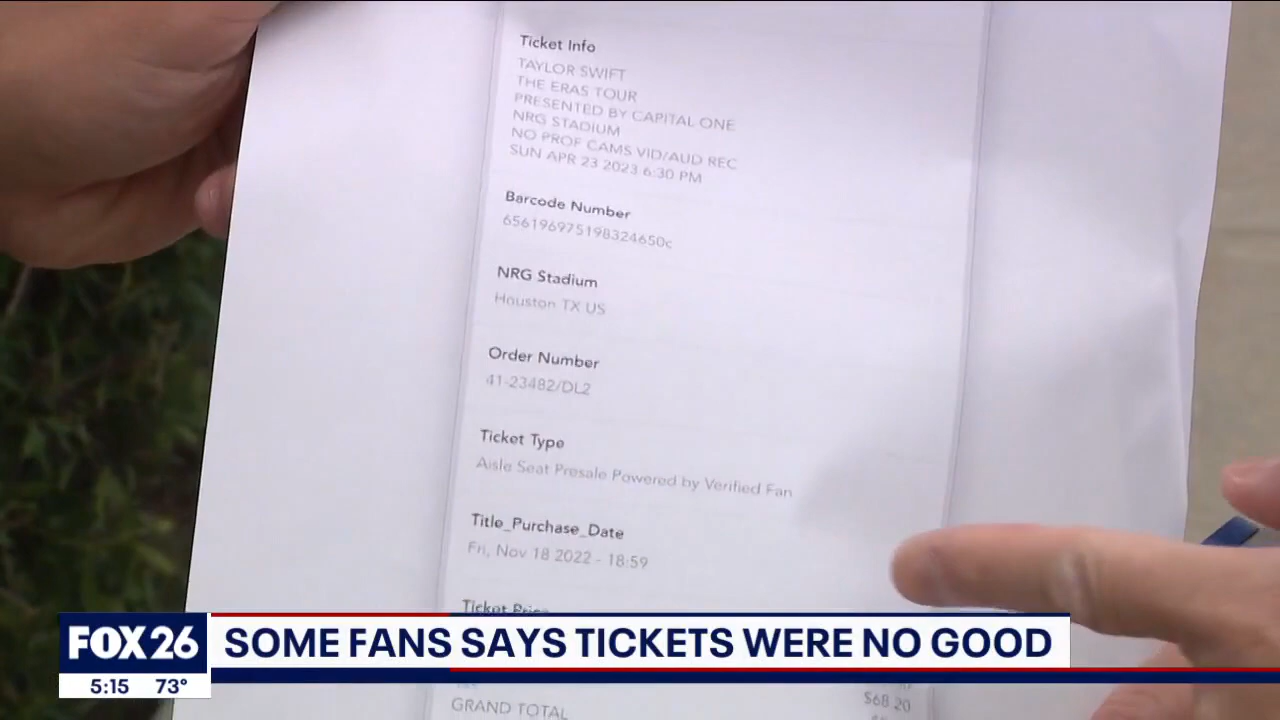 Ticket Info
TAYLOR SWIFT
THE ERAS TOUR
PRESENTED BY CAPITAL ONE
NRG STADIUM
NO PROF CAMS VID/AUD REC
SUN APR 23 2023 6:30 PM
Barcode Number
656196975198324650c
NRG Stadium
Houston TX US
Order Number
41-23482/DL2
Ticket Type
Aisle Seat Presale Powered by Verified Fan
Title_Purchase_Date
Fri, Nov 18 2022 - 18:59
Ticket Price
FOX 26
SOME FANS SAYS TICKETS WERE NO GOOD
5:15 73°
$68.20
GRAND TOTAL